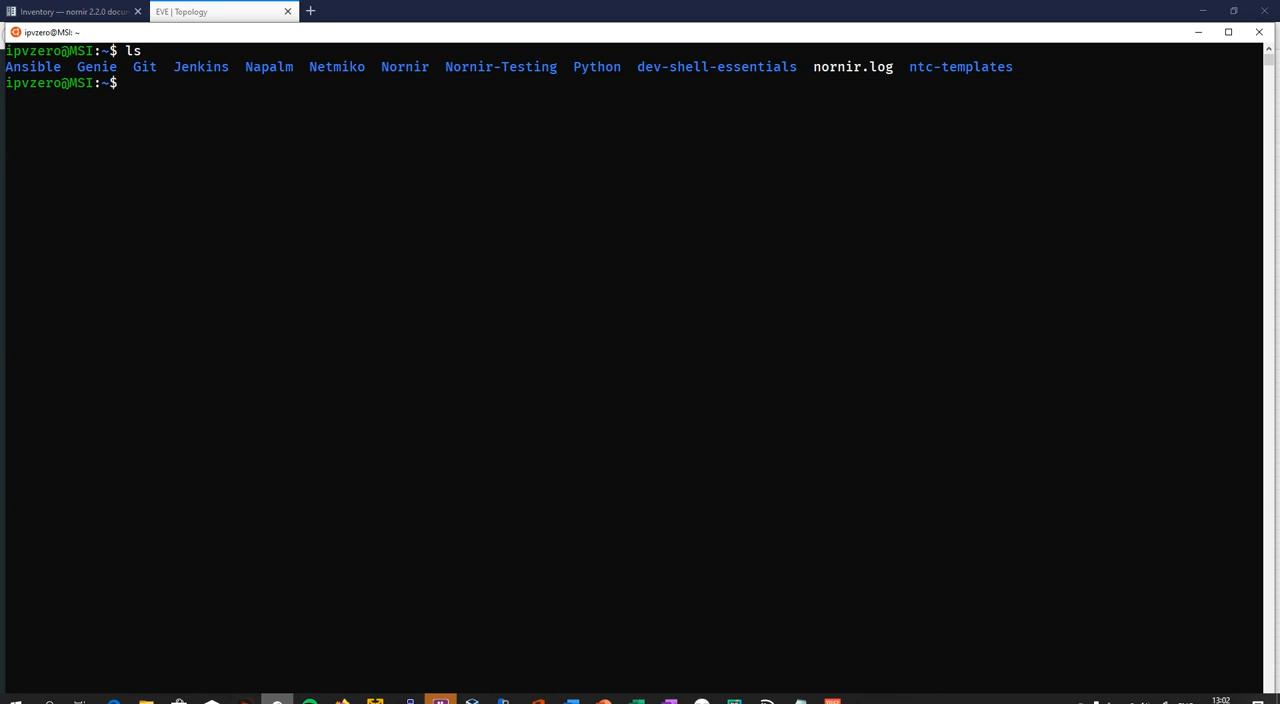 Inventory — nornir 2.2.0 docu
EVE | Topology
ipvzero@MSI: ~
ipvzero@MSI:~$ ls
Ansible Genie Git Jenkins Napalm Netmiko Nornir Nornir-Testing Python dev-shell-essentials nornir.log ntc-templates
ipvzero@MSI:~$
13:02